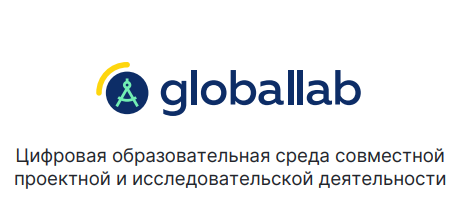 globallab
Цифровая образовательная среда совместной
проектной и исследовательской деятельности